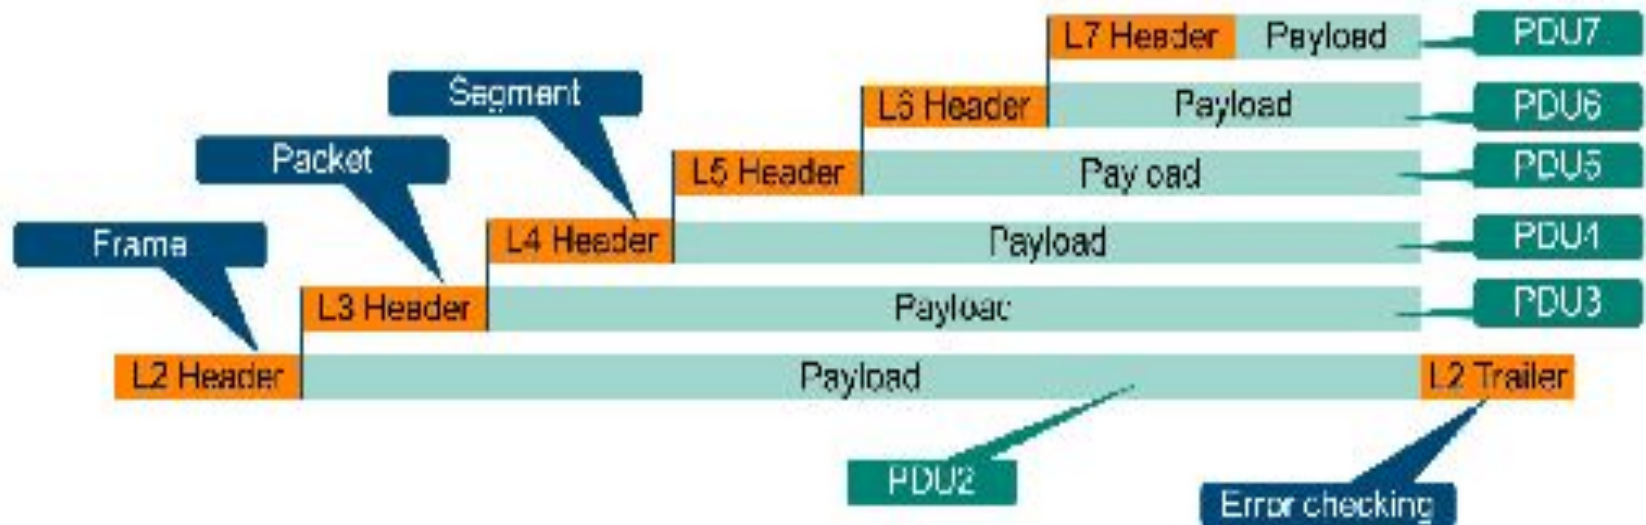 L7 Header Payload PDU7
Segment
L6 Header Payload PDU6
Packet
L5 Header Payload PDU5
Frame
L4 Header Payload PDU4
L3 Header Payload PDU3
L2 Header Payload L2 Trailer
PDU2
Error checking